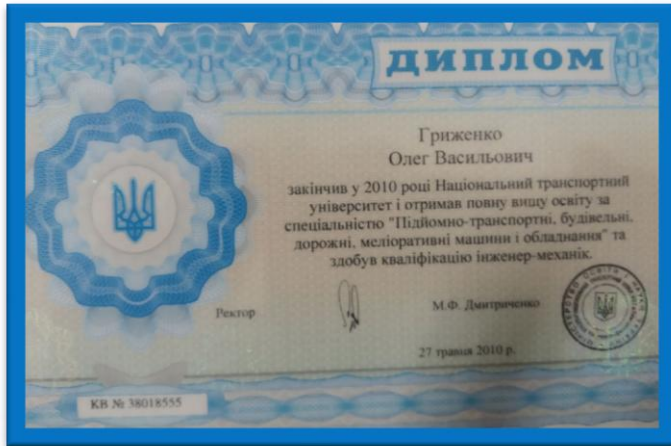 ДИПЛОМ
Гриженко
Олег Васильович
закінчив у 2010 році Національний транспортний
університет і отримав повну вищу освіту за
спеціальністю "Підйомно-транспортні, будівельні,
дорожні, меліоративні машини і обладнання" та
здобув кваліфікацію інженер-механік.
Ректор
М.Ф. Дмитриченко
27 травня 2010 р.
КВ № 38018555